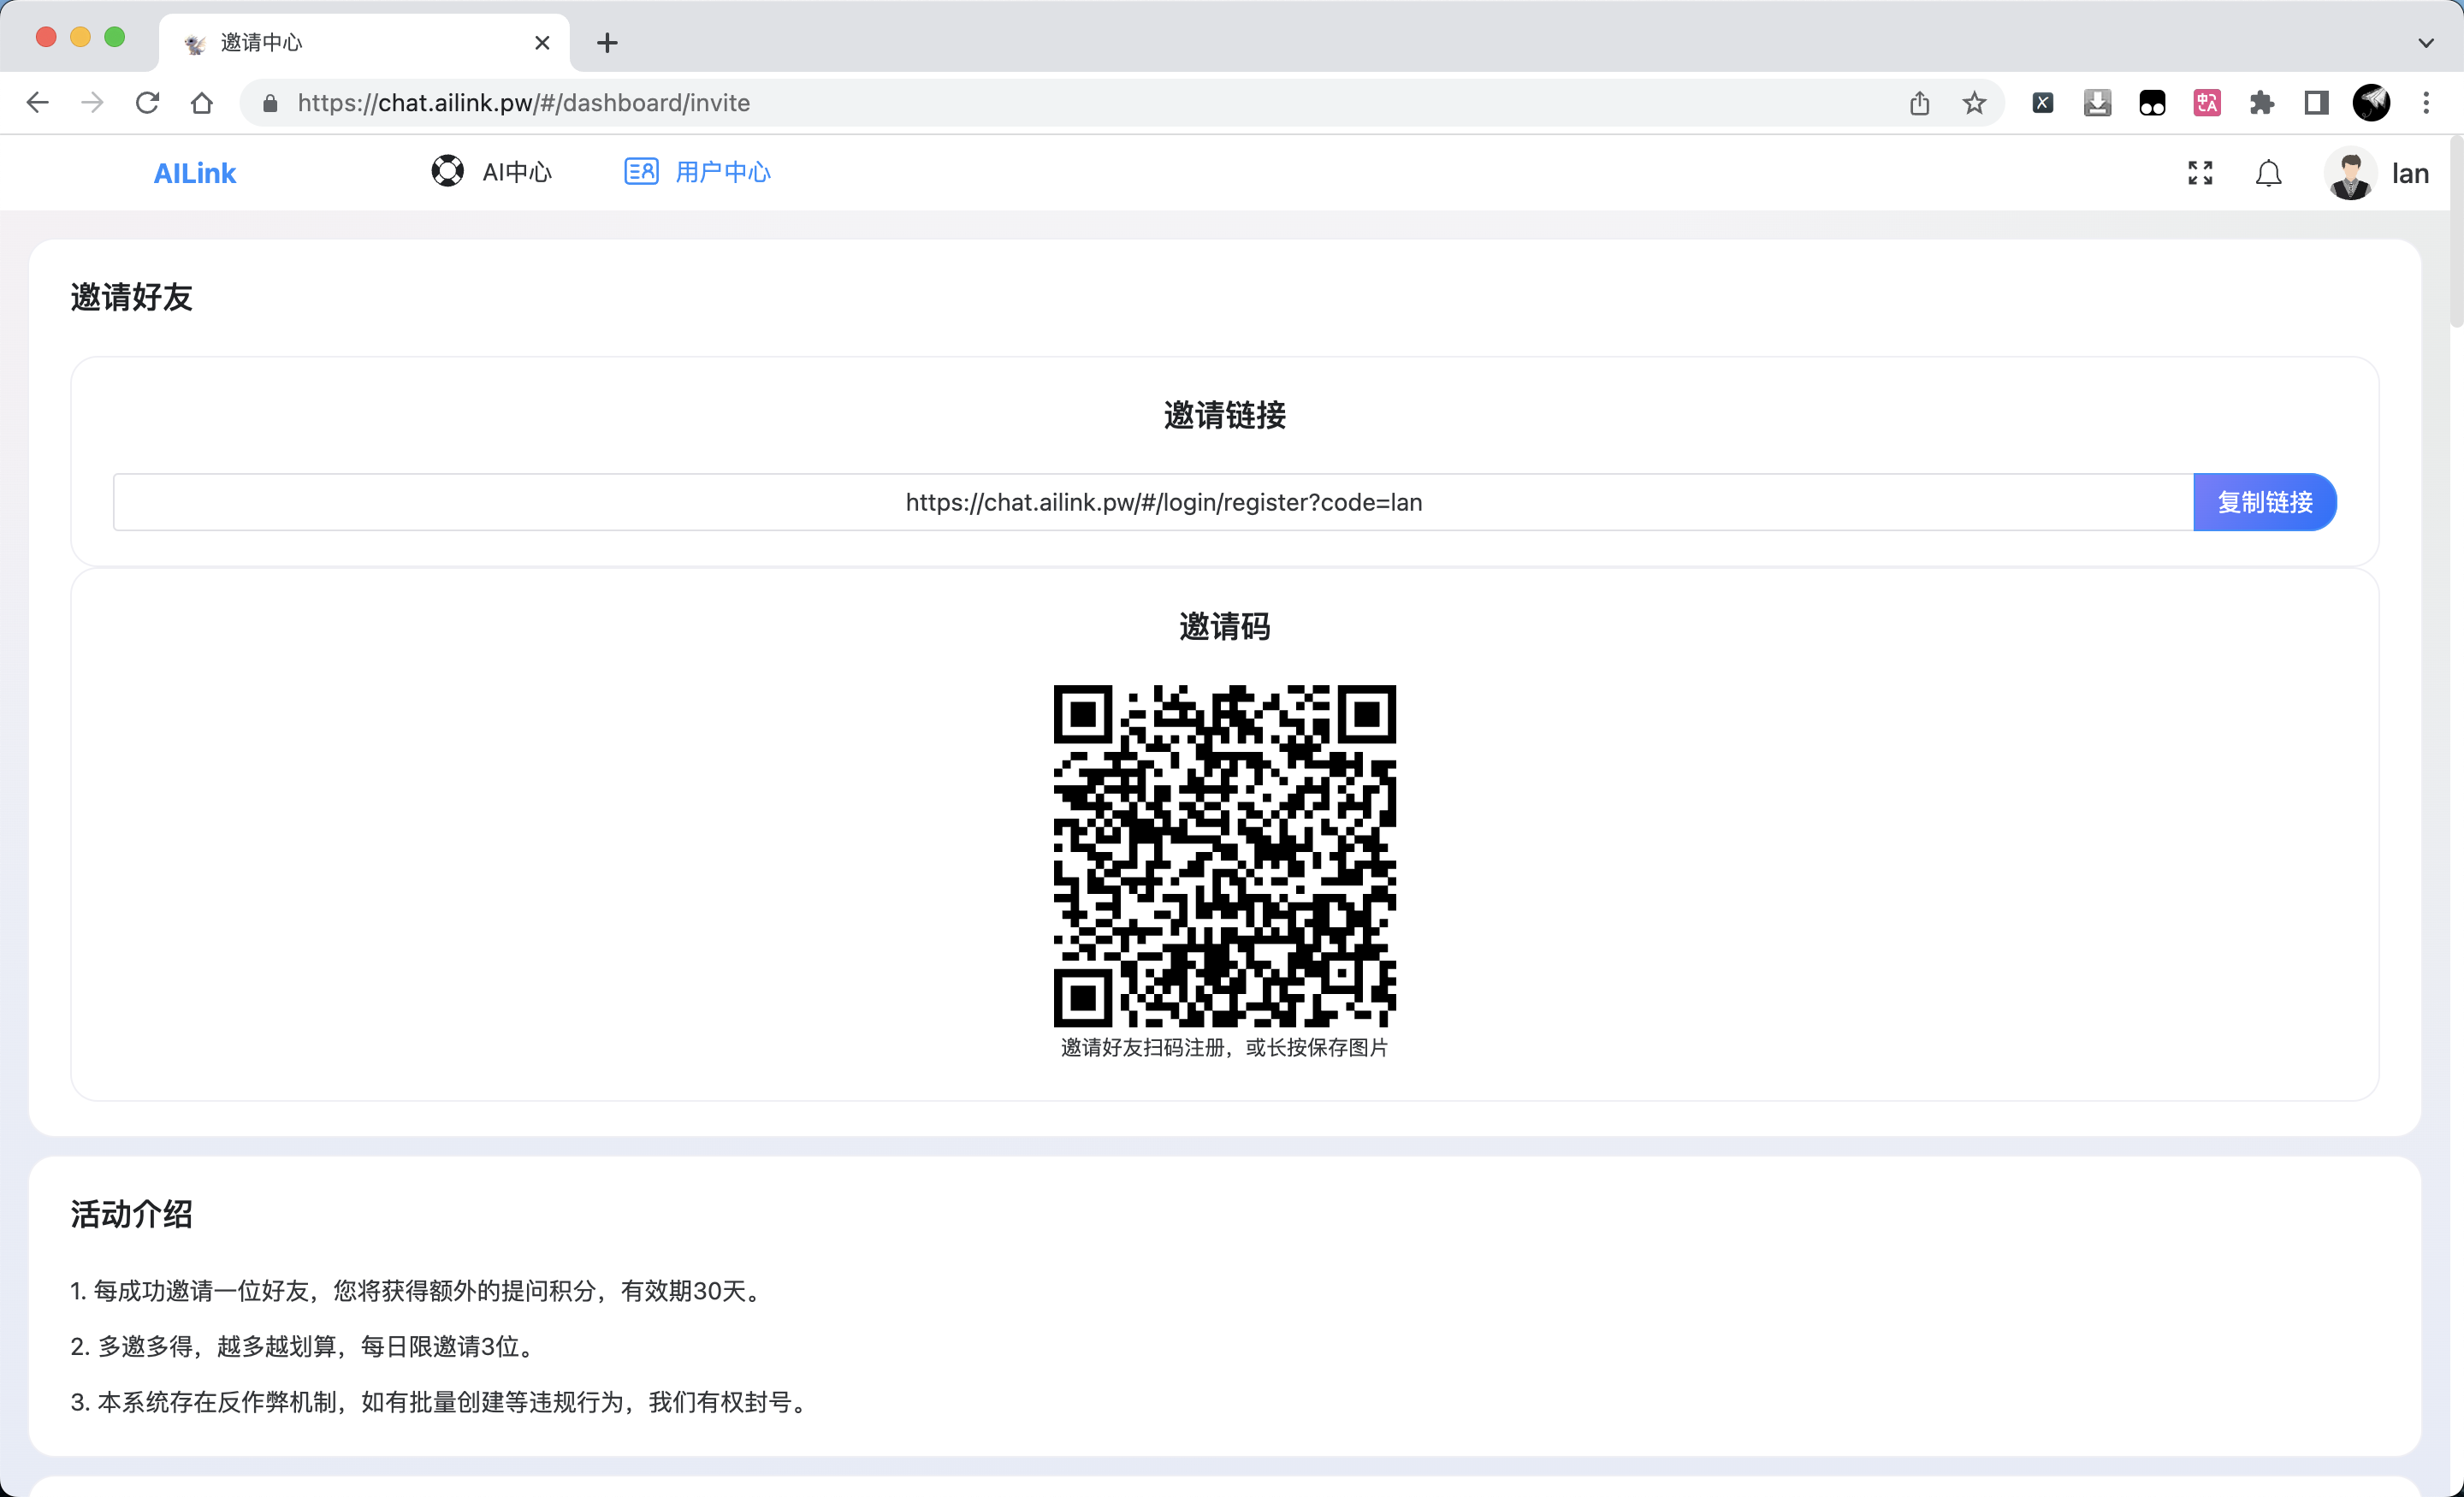 邀请中心
https://chat.ailink.pw/#/dashboard/invite
AILink
AI中心
用户中心
lan
邀请好友
邀请链接
https://chat.ailink.pw/#/login/register?code=lan
复制链接
邀请码
邀请好友扫码注册，或长按保存图片
活动介绍
1. 每成功邀请一位好友，您将获得额外的提问积分，有效期30天。
2. 多邀多得，越多越划算，每日限邀请3位。
3. 本系统存在反作弊机制，如有批量创建等违规行为，我们有权封号。